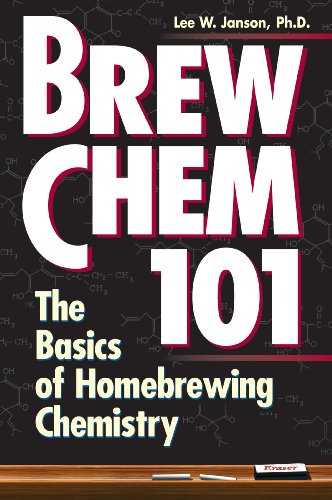 Lee W. Janson, Ph.D.
BREW
CHEM
101
The
Basics
of Homebrewing
Chemistry
Eraser